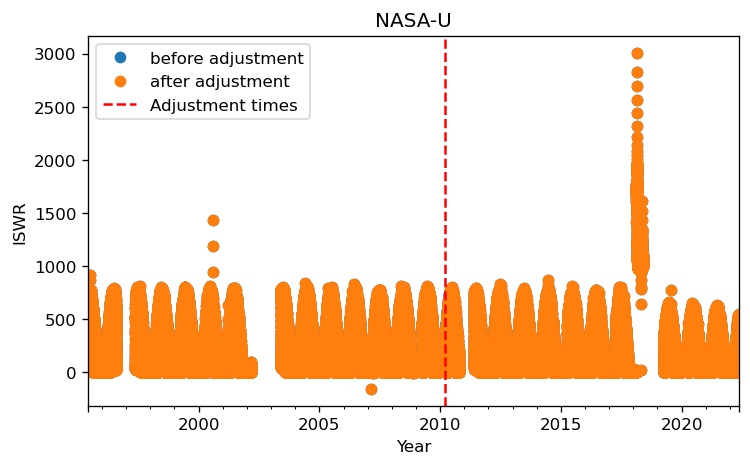 NASA-U
before adjustment
after adjustment
Adjustment times
3000
2500
2000
1500
1000
500
0
ISWR
2000
2005
2010
2015
2020
Year